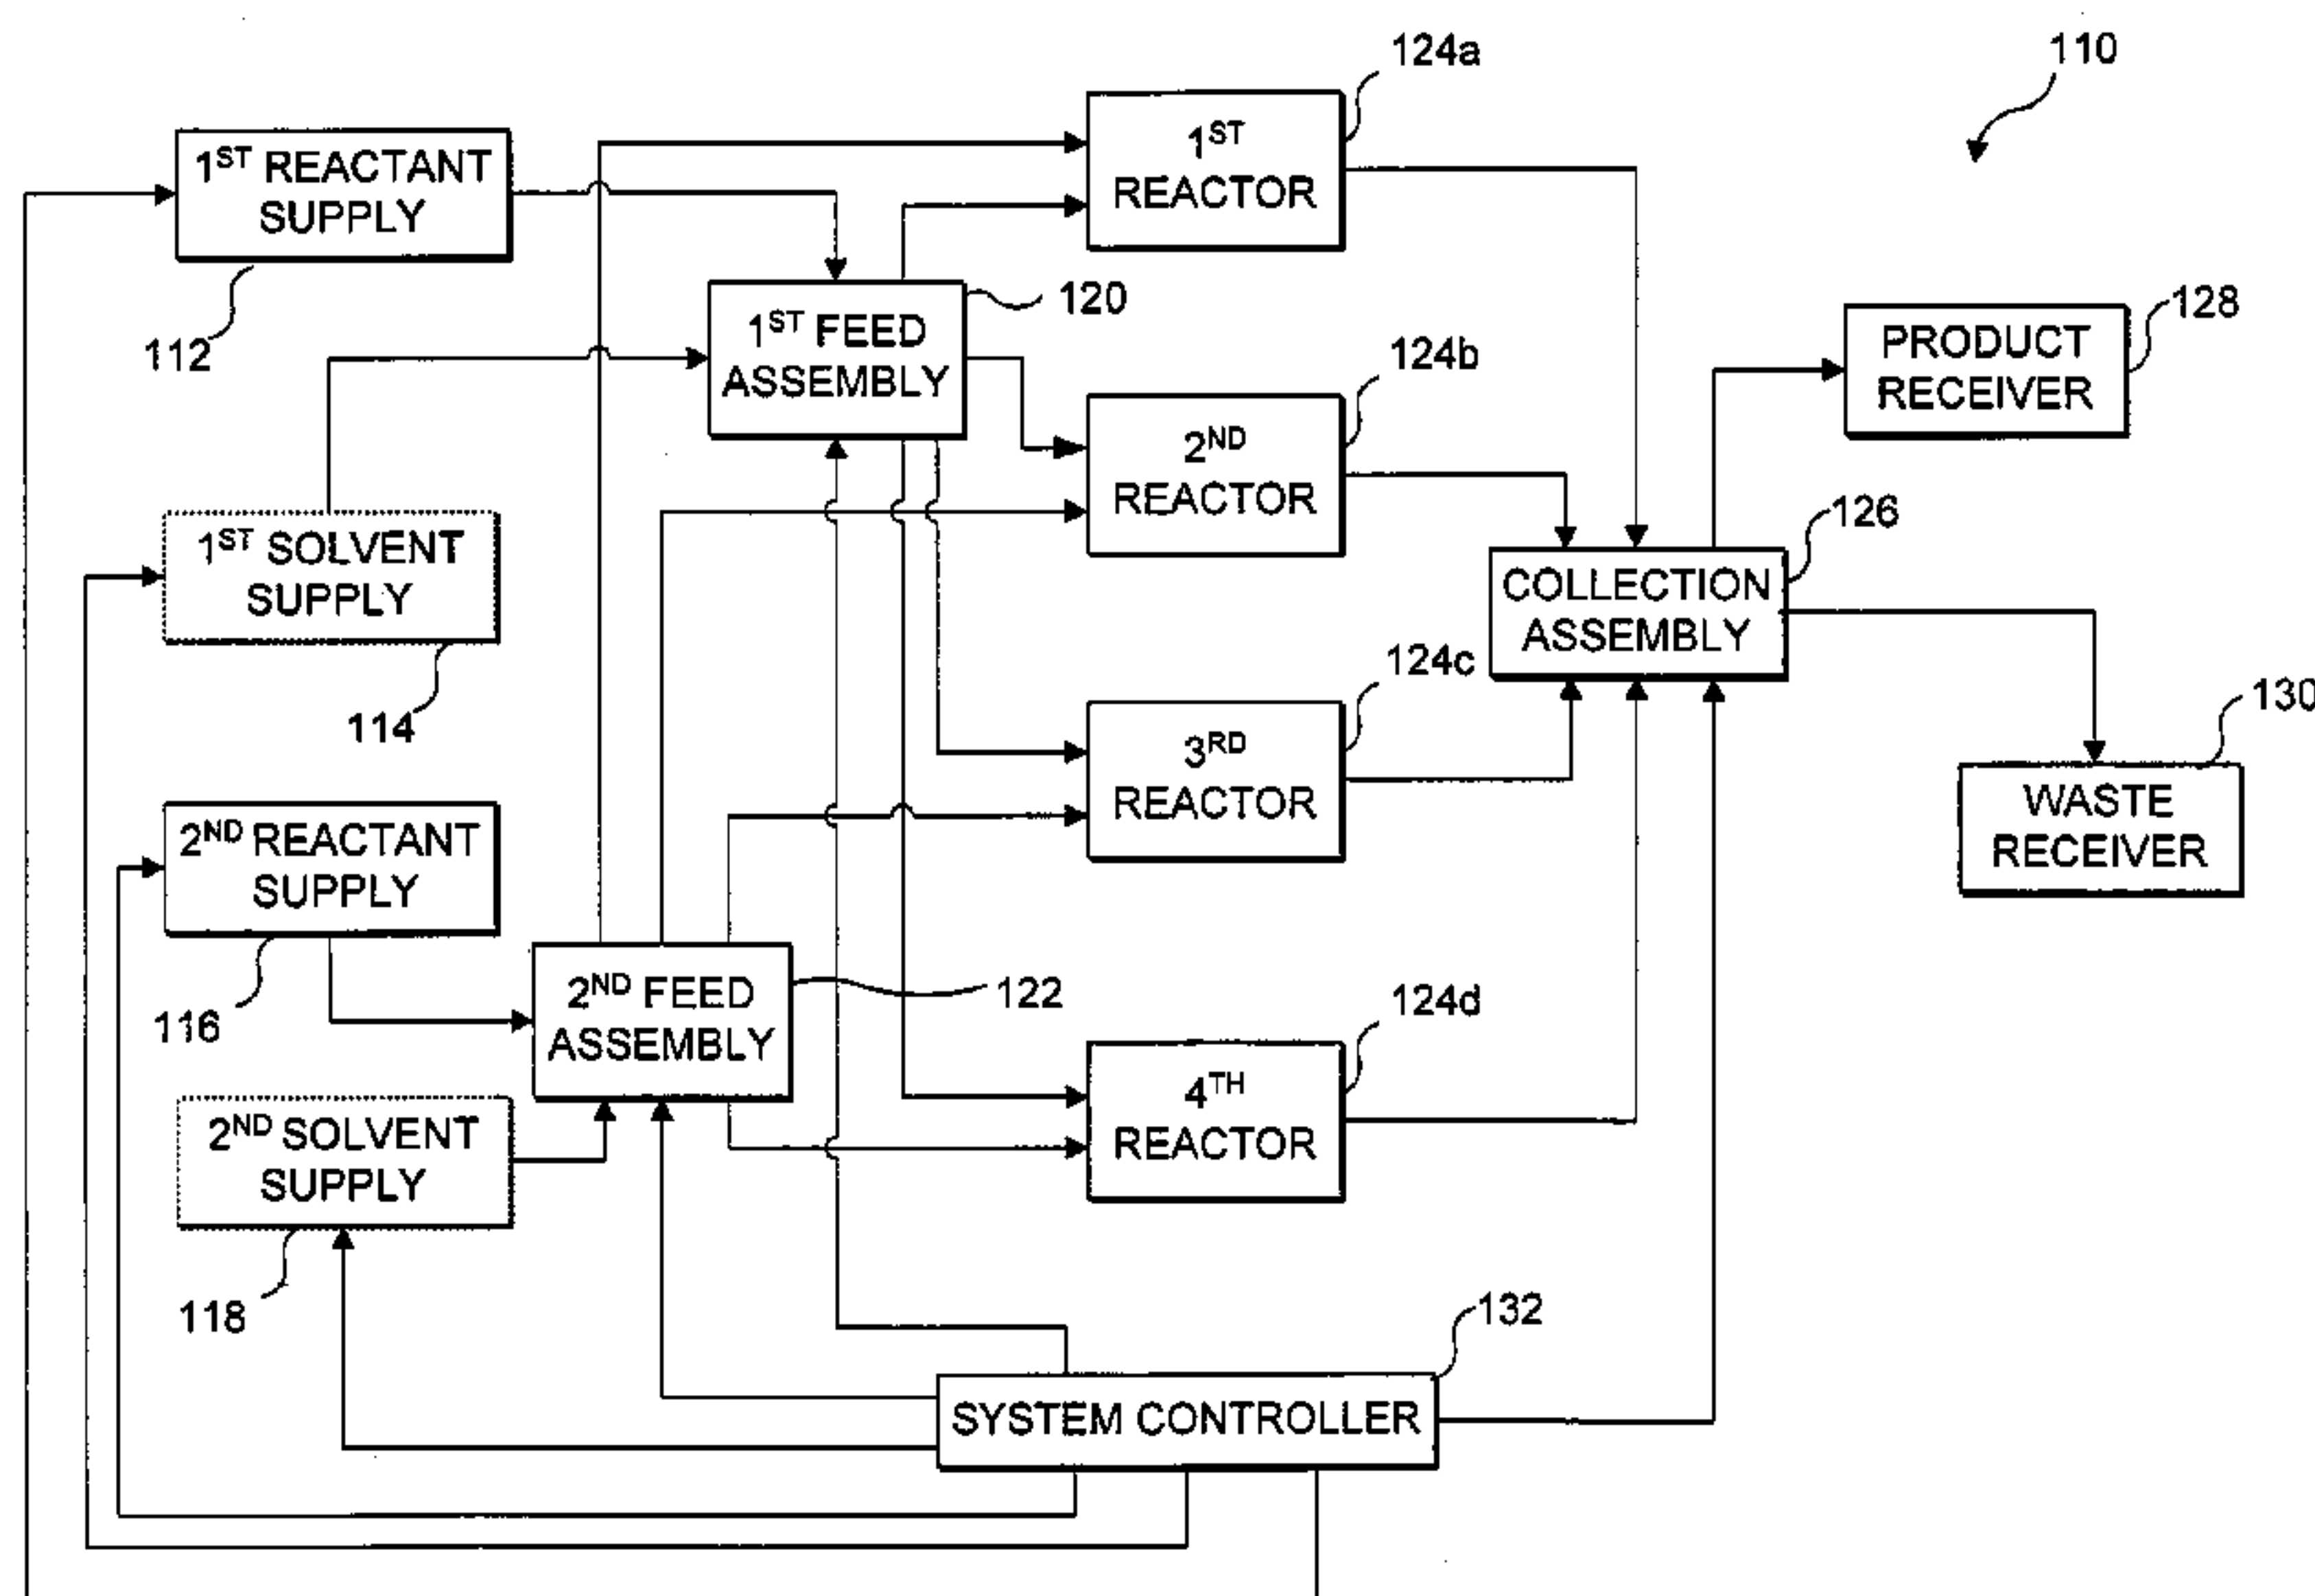 124a
110
1ST REACTANT
SUPPLY
112
1ST
REACTOR
120
1ST FEED
ASSEMBLY
128
PRODUCT
RECEIVER
124b
2ND
REACTOR
1ST SOLVENT
SUPPLY
114
126
COLLECTION
ASSEMBLY
124c
3RD
REACTOR
130
WASTE
RECEIVER
2ND REACTANT
SUPPLY
116
2ND FEED
ASSEMBLY
122
124d
4TH
REACTOR
2ND SOLVENT
SUPPLY
118
132
SYSTEM CONTROLLER